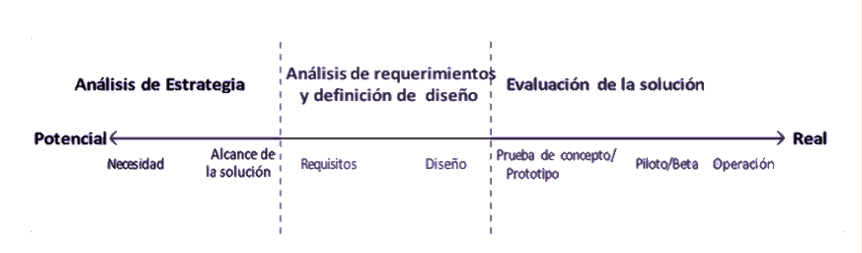 Análisis de Estrategia
Análisis de requerimientos
y definición de diseño
Evaluación de la solución
Potencial
Real
Necesidad
Alcance de
la solución
Requisitos
Diseño
Prueba de concepto/
Prototipo
Piloto/Beta
Operación